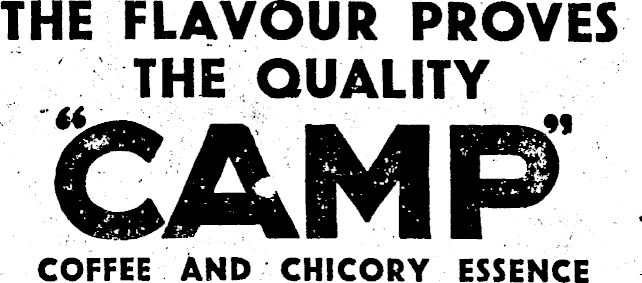 THE FLAVOUR PROVES
THE QUALITY
“CAMP”
COFFEE AND CHICORY ESSENCE